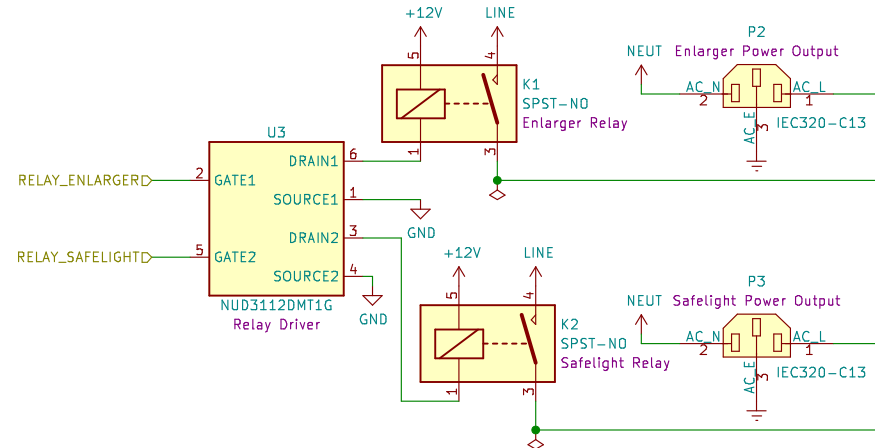 +12V
LINE
5
4
K1
SPST-NO
Enlarger Relay
1
3
P2
NEUT
Enlarger Power Output
AC_N
AC_L
2
1
AC_E
3
IEC320-C13
U3
RELAY_ENLARGER
2
GATE1
DRAIN1
6
SOURCE1
1
GND
DRAIN2
3
RELAY_SAFELIGHT
5
GATE2
SOURCE2
4
GND
NUD3112DMT1G
Relay Driver
+12V
LINE
5
4
K2
SPST-NO
Safelight Relay
1
3
P3
NEUT
Safelight Power Output
AC_N
AC_L
2
1
AC_E
3
IEC320-C13